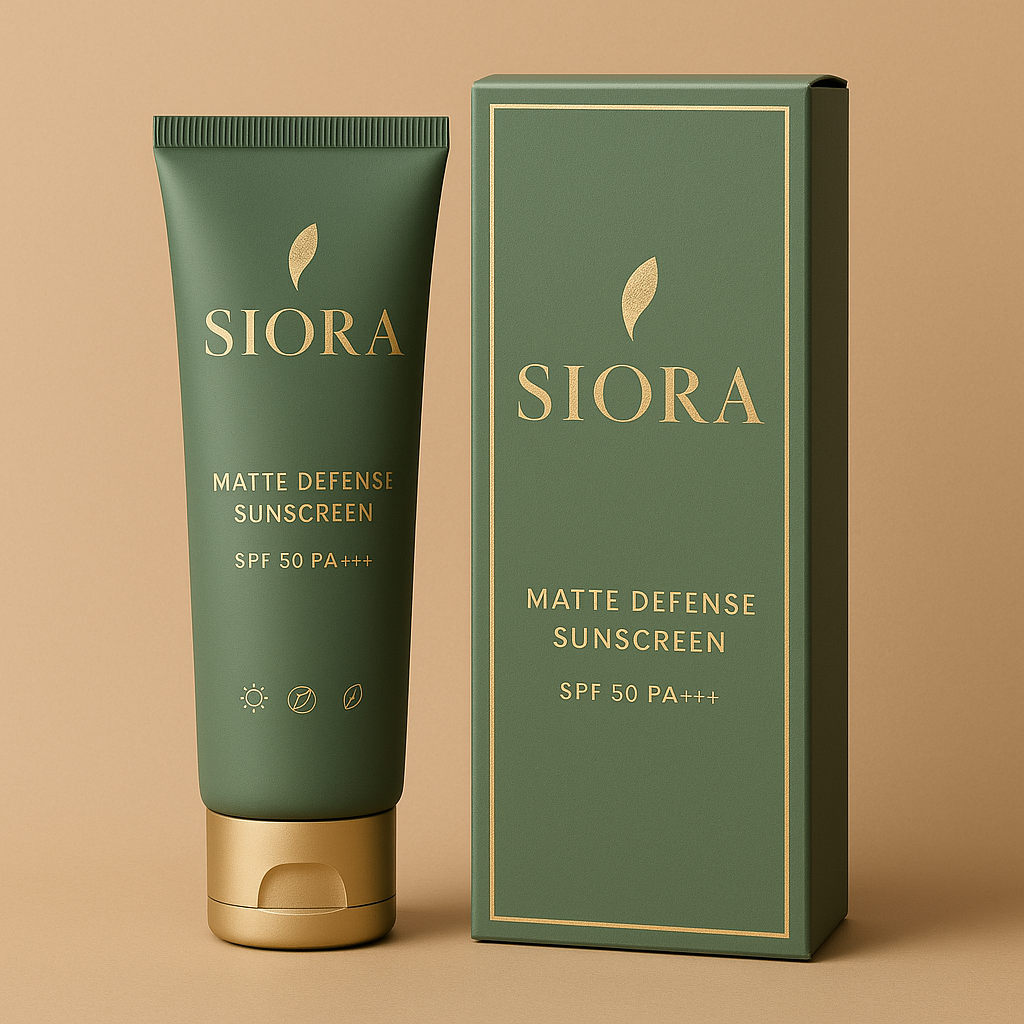 SIORA
MATTE DEFENSE
SUNSCREEN
SPF 50 PA+++
SIORA
MATTE DEFENSE
SUNSCREEN
SPF 50 PA+++